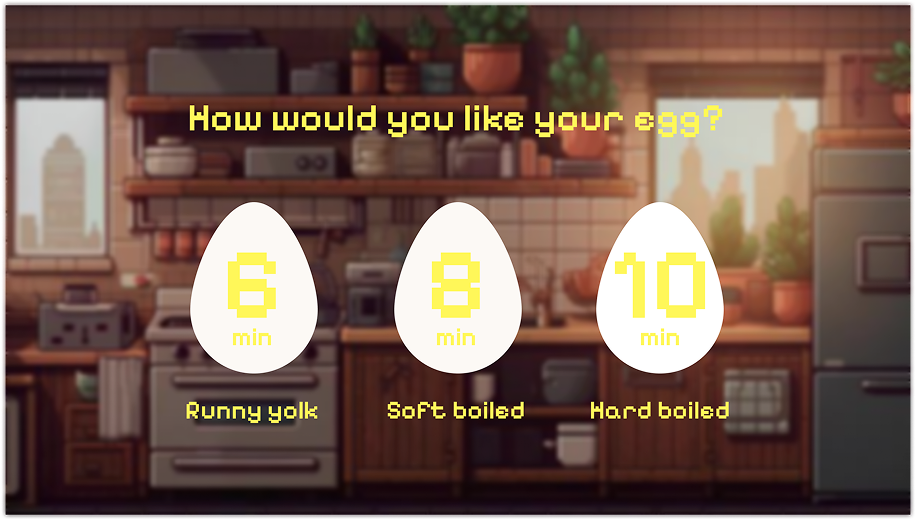 How would you like your egg?
6
min
8
min
10
min
Runny yolk
Soft boiled
Hard boiled